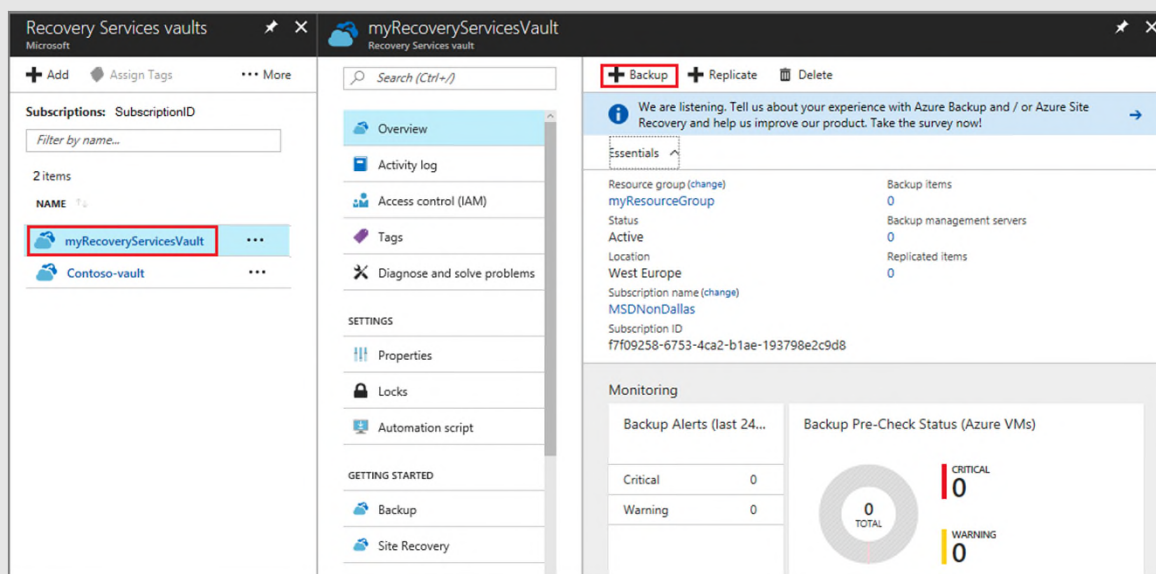 Recovery Services vaults
Microsoft
Add
Assign Tags
More
Subscriptions: SubscriptionID
Filter by name...
2 items
NAME
myRecoveryServicesVault
Contoso-vault
myRecoveryServicesVault
Recovery Services vault
Search (Ctrl+/)
Overview
Activity log
Access control (IAM)
Tags
Diagnose and solve problems
SETTINGS
Properties
Locks
Automation script
GETTING STARTED
Backup
Site Recovery
Backup
Replicate
Delete
We are listening. Tell us about your experience with Azure Backup and / or Azure Site
Recovery and help us improve our product. Take the survey now!
Essentials
Resource group (change)
myResourceGroup
Status
Active
Location
West Europe
Subscription name (change)
MSDNonDallas
Subscription ID
f7f09258-6753-4ca2-b1ae-193798e2c9d8
Backup items
0
Backup management servers
0
Replicated items
0
Monitoring
Backup Alerts (last 24...
Critical 0
Warning 0
Backup Pre-Check Status (Azure VMs)
0
TOTAL
CRITICAL
0
WARNING
0